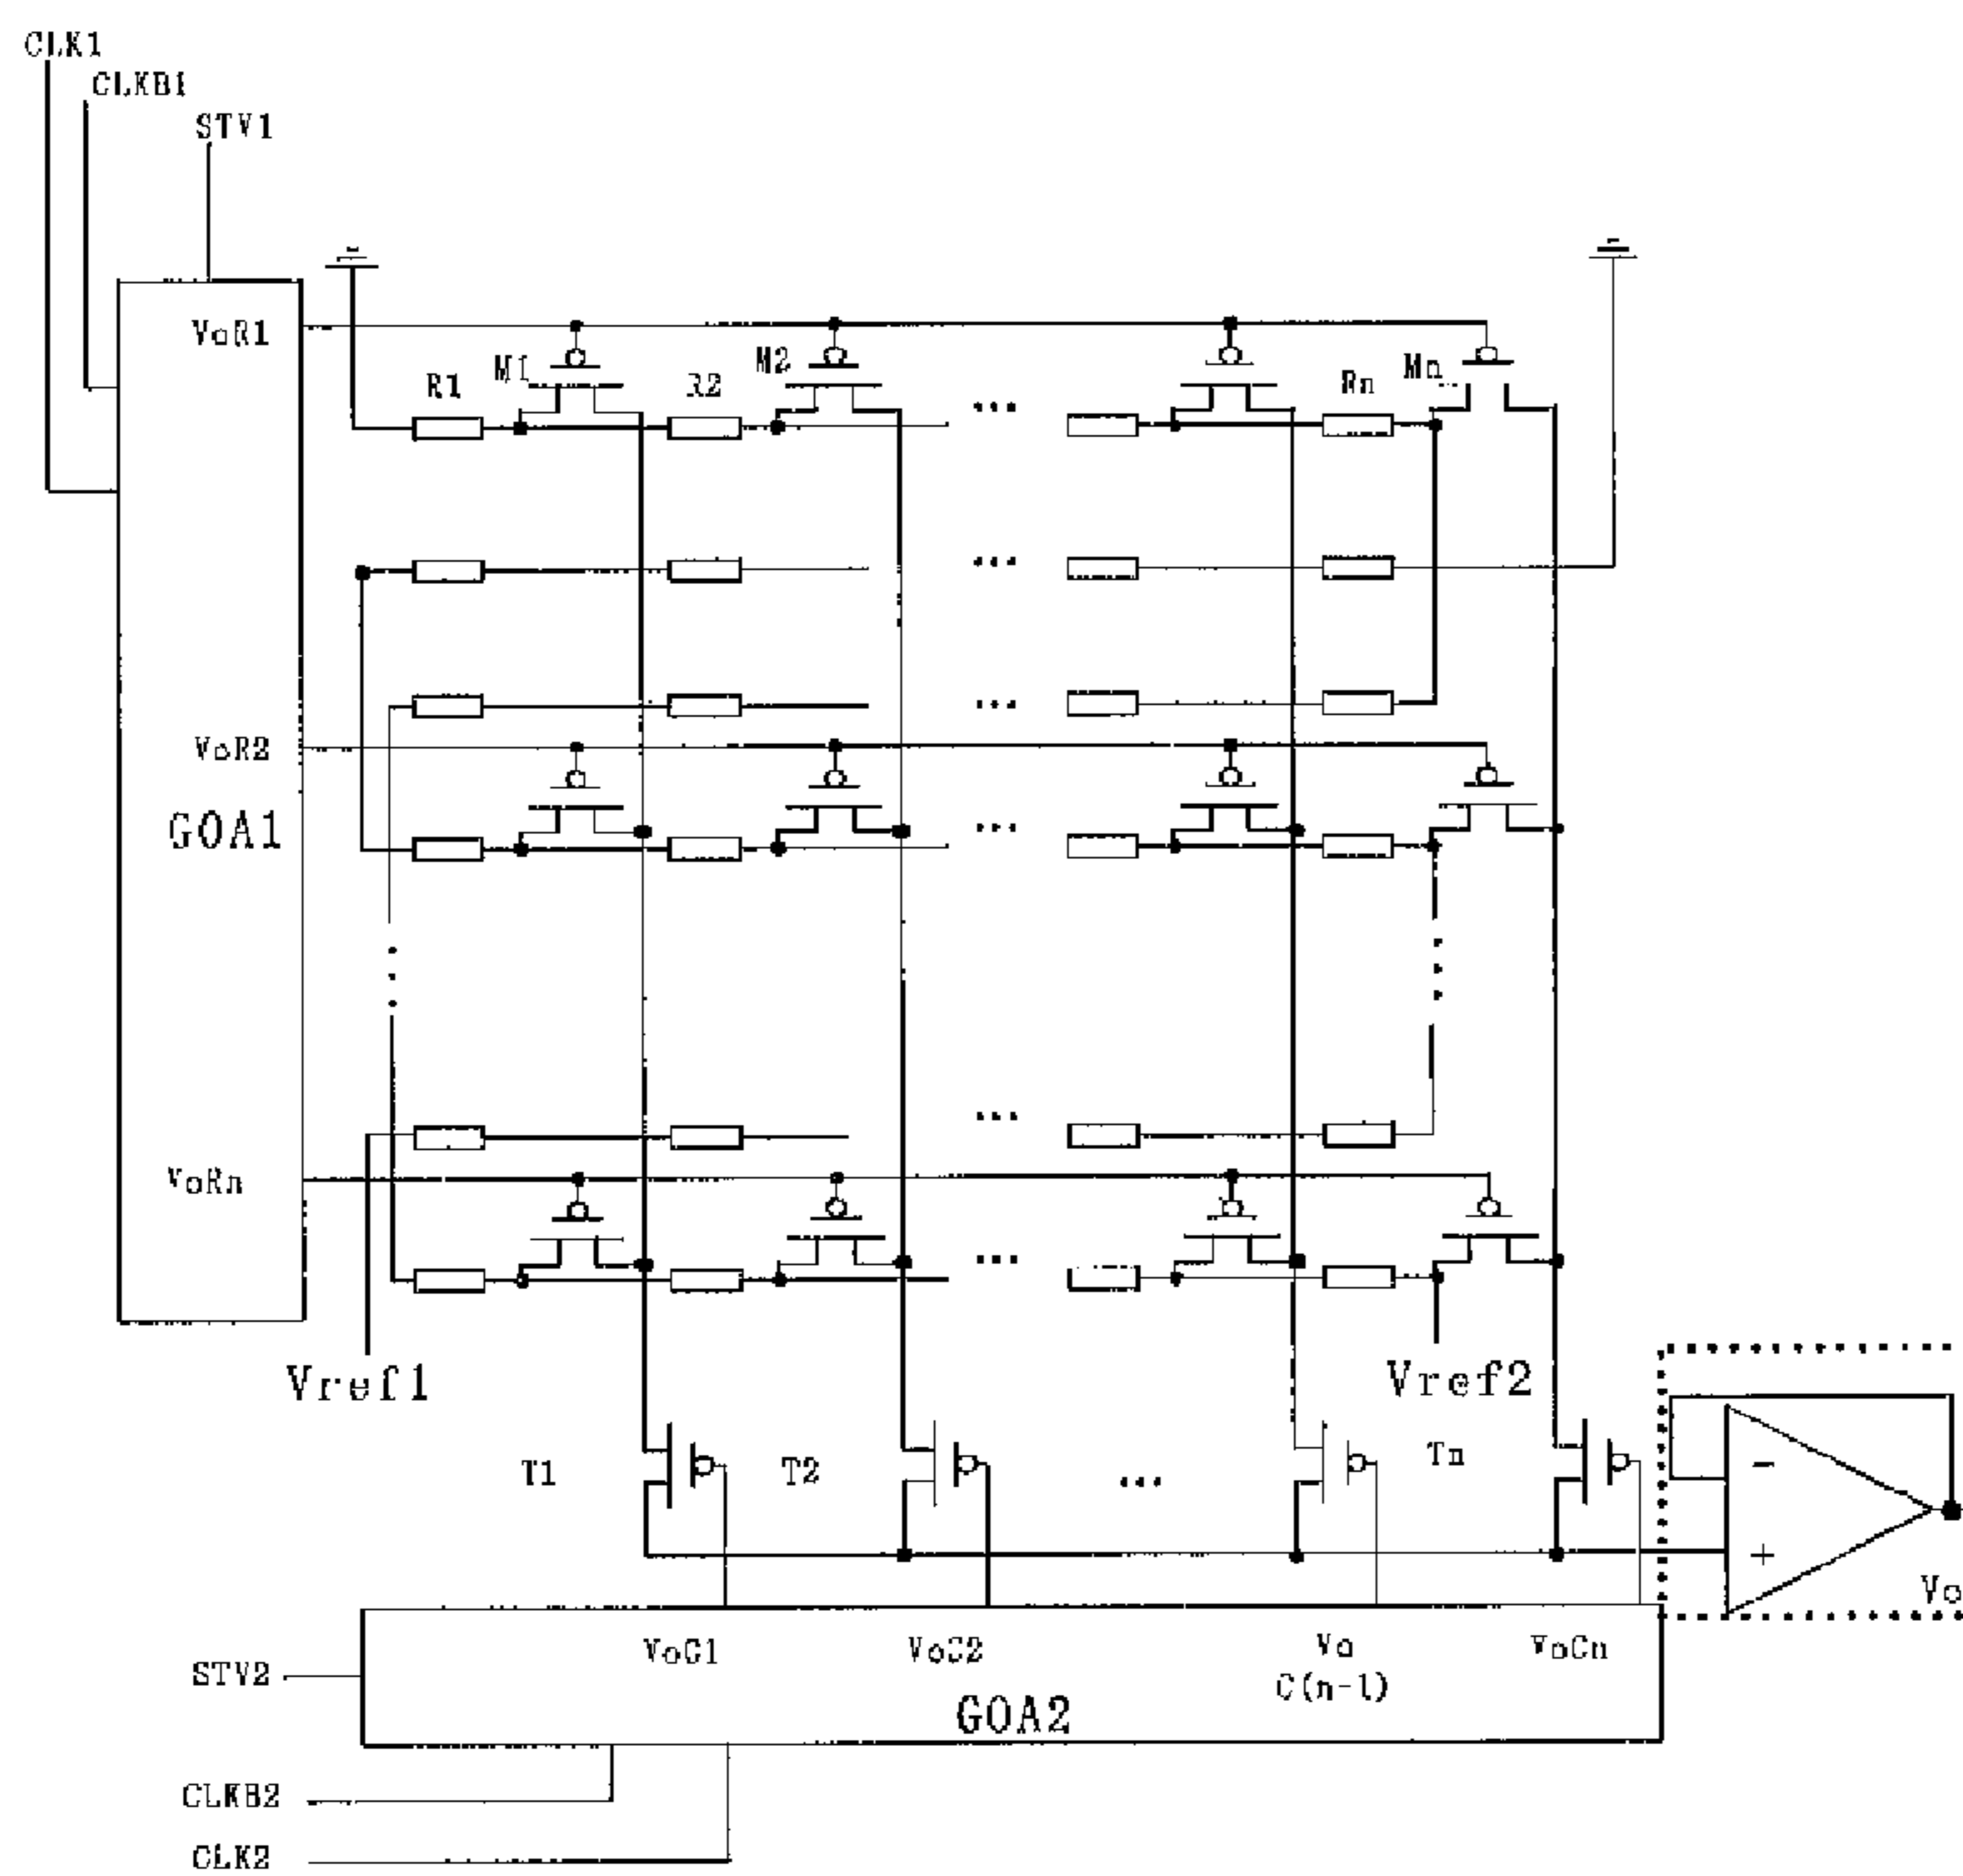 CLK1
CLKB1
STV1
VoR1
R1
M1
R2
M2
...
Rn
Mn
...
...
VoR2
GOA1
...
...
VoRn
...
Vref1
Vref2
T1
T2
...
Tn
-
+
Vo
VoC1
VoC2
Vo
C(n-1)
VoCn
STV2
GOA2
CLKB2
CLK2